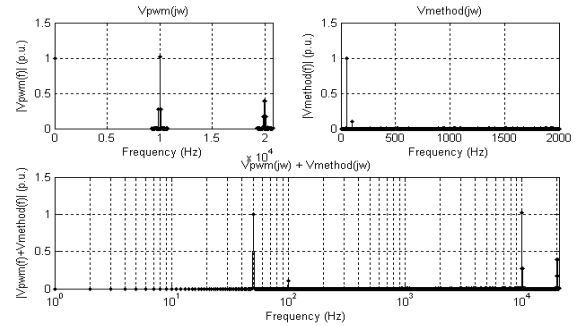 Vpwm(jw)
|Vpwm(f)| (p.u.)
1.5
1
0.5
0
0 0.5 1 1.5 2
Frequency (Hz)
x 10^4
Vmethod(jw)
|Vmethod(f)| (p.u.)
1.5
1
0.5
0
0 500 1000 1500 2000
Frequency (Hz)
Vpwm(jw) + Vmethod(jw)
|Vpwm(f)+Vmethod(f)| (p.u.)
1.5
1
0.5
0
10^0 10^1 10^2 10^3 10^4
Frequency (Hz)